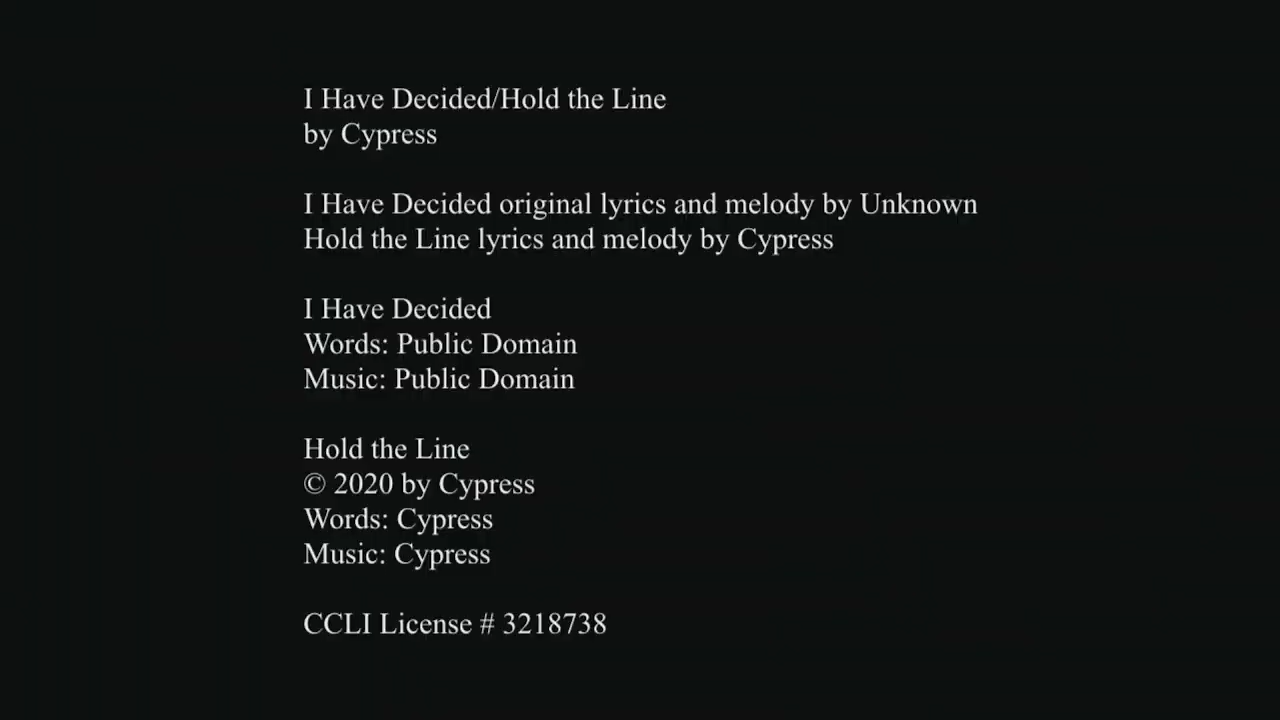 I Have Decided/Hold the Line
by Cypress
I Have Decided original lyrics and melody by Unknown
Hold the Line lyrics and melody by Cypress
I Have Decided
Words: Public Domain
Music: Public Domain
Hold the Line
© 2020 by Cypress
Words: Cypress
Music: Cypress
CCLI License # 3218738